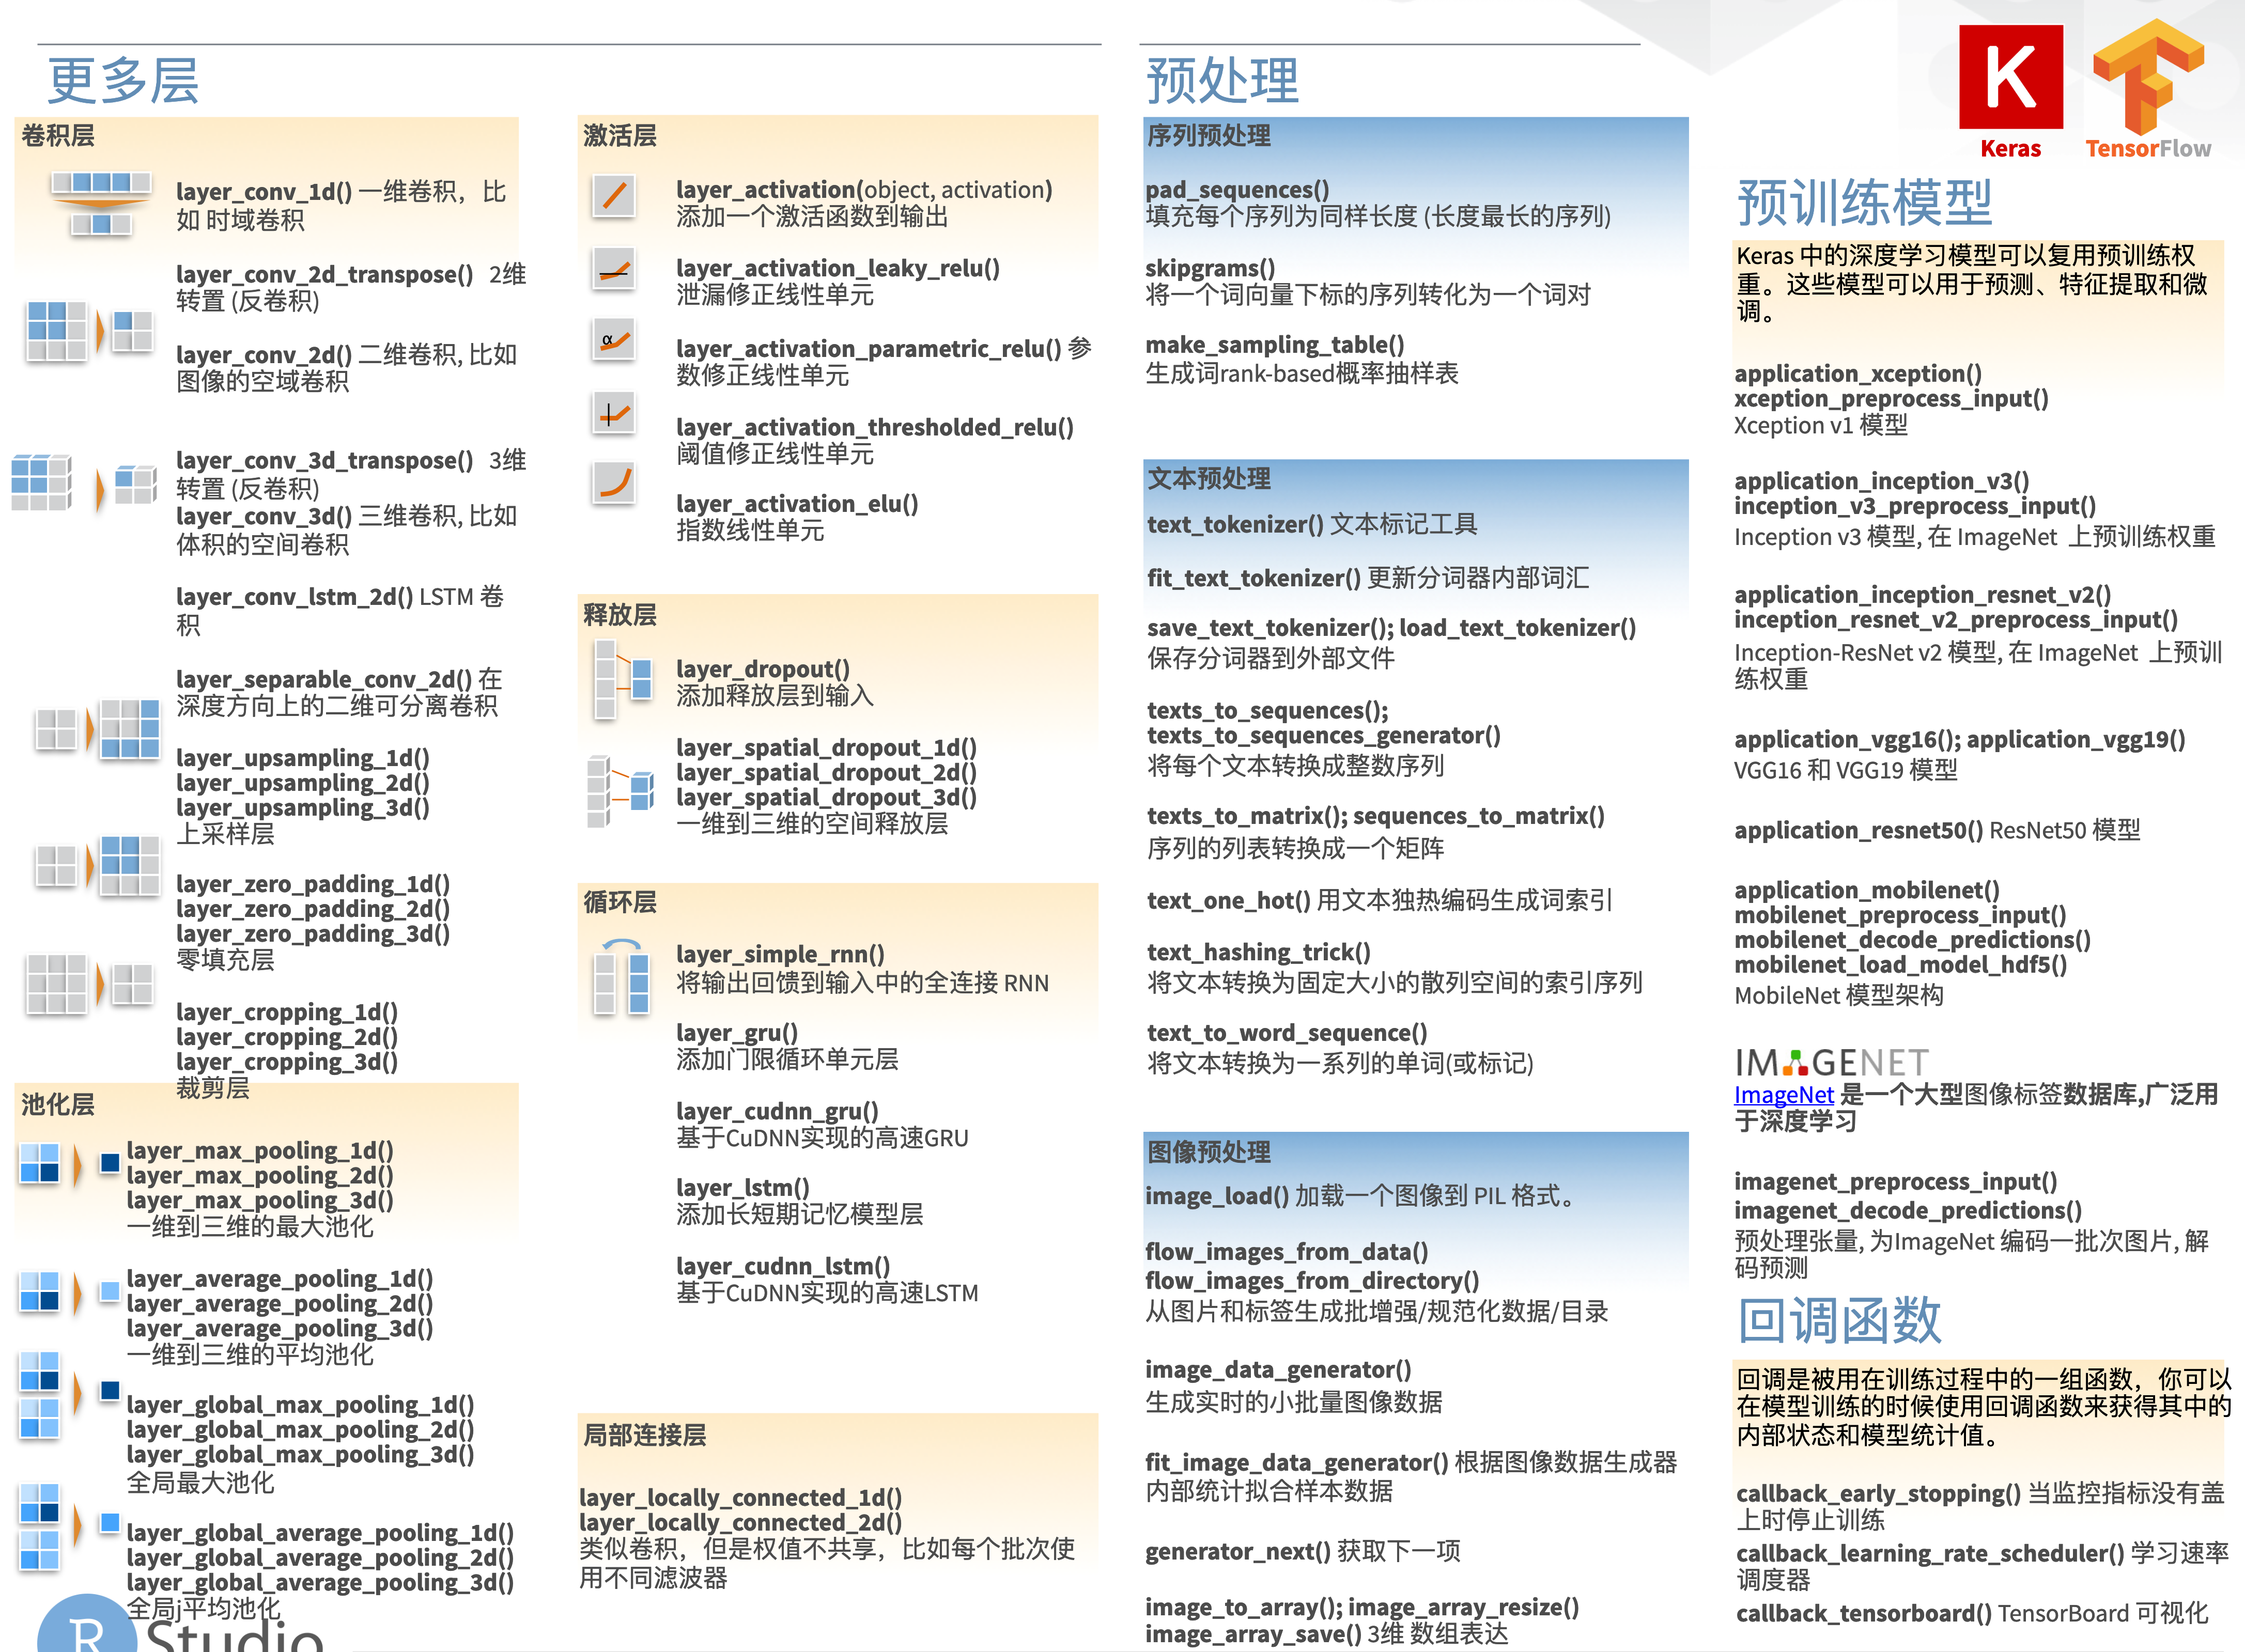 更多层
卷积层
layer_conv_1d() 一维卷积，比
如 时域卷积
layer_conv_2d_transpose() 2维
转置 (反卷积)
layer_conv_2d() 二维卷积, 比如
图像的空域卷积
layer_conv_3d_transpose() 3维
转置 (反卷积)
layer_conv_3d() 三维卷积, 比如
体积的空间卷积
layer_conv_lstm_2d() LSTM 卷
积
layer_separable_conv_2d() 在
深度方向上的二维可分离卷积
layer_upsampling_1d()
layer_upsampling_2d()
layer_upsampling_3d()
上采样层
layer_zero_padding_1d()
layer_zero_padding_2d()
layer_zero_padding_3d()
零填充层
layer_cropping_1d()
layer_cropping_2d()
layer_cropping_3d()
裁剪层
池化层
layer_max_pooling_1d()
layer_max_pooling_2d()
layer_max_pooling_3d()
一维到三维的最大池化
layer_average_pooling_1d()
layer_average_pooling_2d()
layer_average_pooling_3d()
一维到三维的平均池化
layer_global_max_pooling_1d()
layer_global_max_pooling_2d()
layer_global_max_pooling_3d()
全局最大池化
layer_global_average_pooling_1d()
layer_global_average_pooling_2d()
layer_global_average_pooling_3d()
全局j平均池化
R Studio
激活层
layer_activation(object, activation)
添加一个激活函数到输出
layer_activation_leaky_relu()
泄漏修正线性单元
α
layer_activation_parametric_relu() 参
数修正线性单元
layer_activation_thresholded_relu()
阈值修正线性单元
layer_activation_elu()
指数线性单元
释放层
layer_dropout()
添加释放层到输入
layer_spatial_dropout_1d()
layer_spatial_dropout_2d()
layer_spatial_dropout_3d()
一维到三维的空间释放层
循环层
layer_simple_rnn()
将输出回馈到输入中的全连接 RNN
layer_gru()
添加门限循环单元层
layer_cudnn_gru()
基于CuDNN实现的高速GRU
layer_lstm()
添加长短期记忆模型层
layer_cudnn_lstm()
基于CuDNN实现的高速LSTM
局部连接层
layer_locally_connected_1d()
layer_locally_connected_2d()
类似卷积，但是权值不共享，比如每个批次使
用不同滤波器
预处理
序列预处理
pad_sequences()
填充每个序列为同样长度 (长度最长的序列)
skipgrams()
将一个词向量下标的序列转化为一个词对
make_sampling_table()
生成词rank-based概率抽样表
文本预处理
text_tokenizer() 文本标记工具
fit_text_tokenizer() 更新分词器内部词汇
save_text_tokenizer(); load_text_tokenizer()
保存分词器到外部文件
texts_to_sequences();
texts_to_sequences_generator()
将每个文本转换成整数序列
texts_to_matrix(); sequences_to_matrix()
序列的列表转换成一个矩阵
text_one_hot() 用文本独热编码生成词索引
text_hashing_trick()
将文本转换为固定大小的散列空间的索引序列
text_to_word_sequence()
将文本转换为一系列的单词(或标记)
图像预处理
image_load() 加载一个图像到 PIL 格式。
flow_images_from_data()
flow_images_from_directory()
从图片和标签生成批增强/规范化数据/目录
image_data_generator()
生成实时的小批量图像数据
fit_image_data_generator() 根据图像数据生成器
内部统计拟合样本数据
generator_next() 获取下一项
image_to_array(); image_array_resize()
image_array_save() 3维 数组表达
K
Keras
TensorFlow
预训练模型
Keras 中的深度学习模型可以复用预训练权
重。这些模型可以用于预测、特征提取和微
调。
application_xception()
xception_preprocess_input()
Xception v1 模型
application_inception_v3()
inception_v3_preprocess_input()
Inception v3 模型, 在 ImageNet 上预训练权重
application_inception_resnet_v2()
inception_resnet_v2_preprocess_input()
Inception-ResNet v2 模型, 在 ImageNet 上预训
练权重
application_vgg16(); application_vgg19()
VGG16 和 VGG19 模型
application_resnet50() ResNet50 模型
application_mobilenet()
mobilenet_preprocess_input()
mobilenet_decode_predictions()
mobilenet_load_model_hdf5()
MobileNet 模型架构
IMAGENET
ImageNet 是一个大型图像标签数据库,广泛用
于深度学习
imagenet_preprocess_input()
imagenet_decode_predictions()
预处理张量, 为ImageNet 编码一批次图片, 解
码预测
回调函数
回调是被用在训练过程中的一组函数，你可以
在模型训练的时候使用回调函数来获得其中的
内部状态和模型统计值。
callback_early_stopping() 当监控指标没有盖
上时停止训练
callback_learning_rate_scheduler() 学习速率
调度器
callback_tensorboard() TensorBoard 可视化